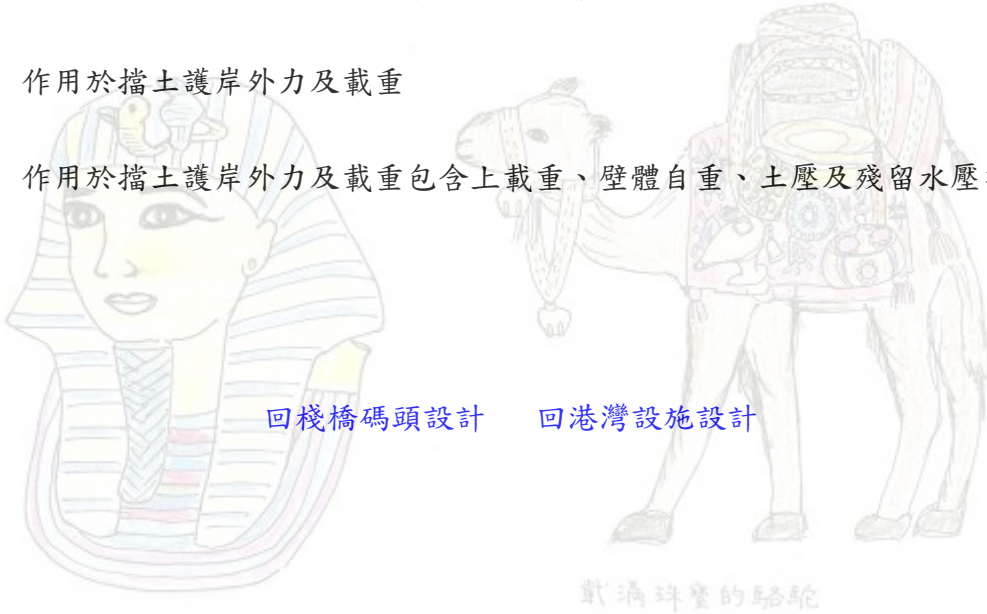 作用於擋土護岸外力及載重
作用於擋土護岸外力及載重包含上載重、壁體自重、土壓及殘留水壓
回棧橋碼頭設計 回港灣設施設計
載滿珠寶的駱駝